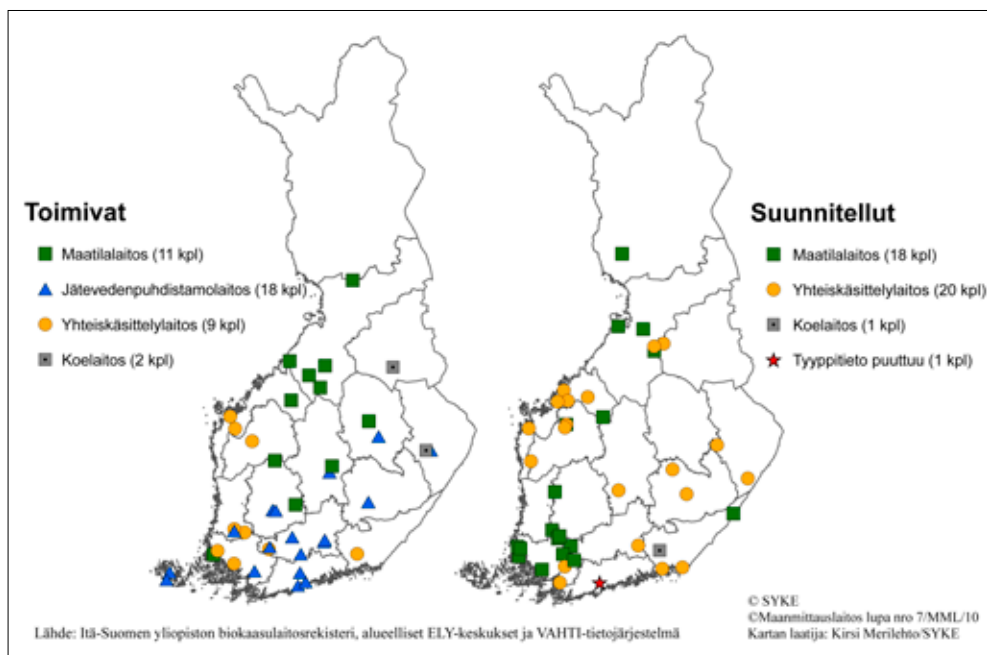 Toimivat
Maatilalaitos (11 kpl)
Jätevedenpuhdistamolaitos (18 kpl)
Yhteiskäsittelylaitos (9 kpl)
Koelaitos (2 kpl)
Suunnitellut
Maatilalaitos (18 kpl)
Yhteiskäsittelylaitos (20 kpl)
Koelaitos (1 kpl)
Tyyppitieto puuttuu (1 kpl)
Lähde: Itä-Suomen yliopiston biokaasulaitosrekisteri, alueelliset ELY-keskukset ja VAHTI-tietojärjestelmä
© SYKE
©Maanmittauslaitos lupa nro 7/MML/10
Kartan laatija: Kirsi Merilehto/SYKE